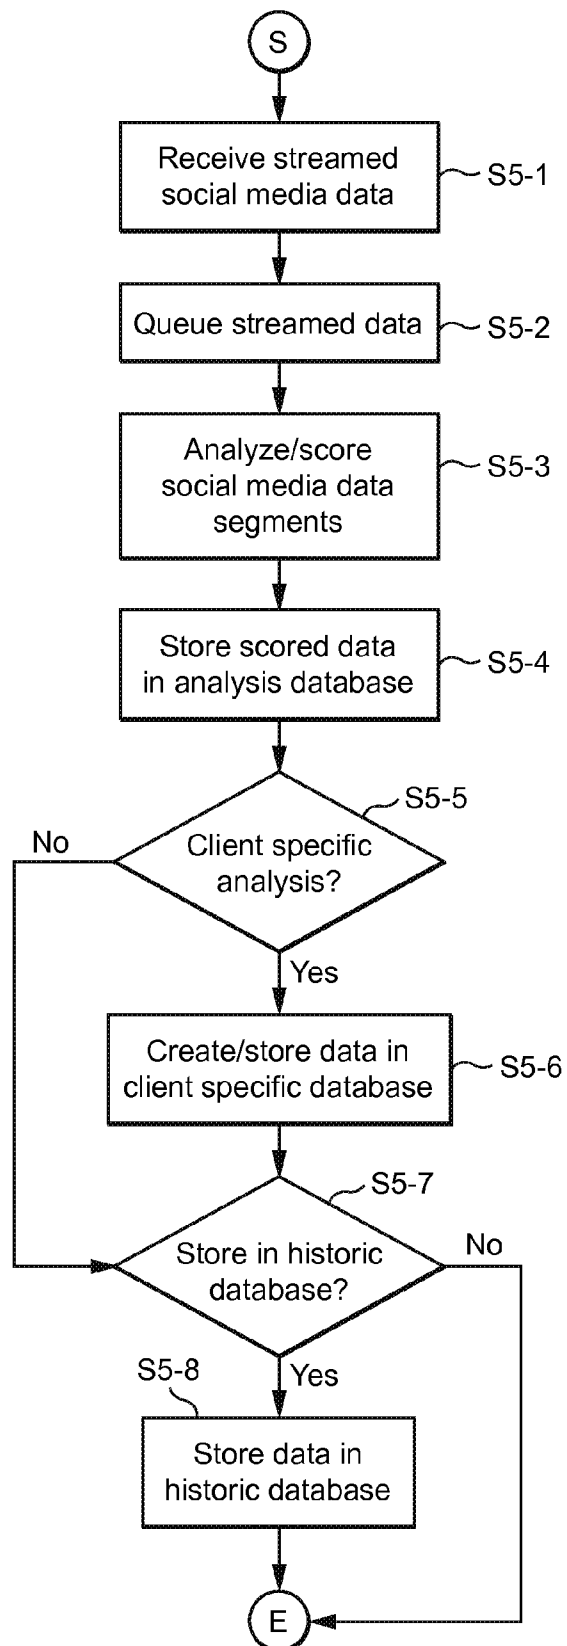 S
Receive streamed
social media data
S5-1
Queue streamed data
S5-2
Analyze/score
social media data
segments
S5-3
Store scored data
in analysis database
S5-4
S5-5
Client specific
analysis?
No
Yes
Create/store data in
client specific database
S5-6
S5-7
Store in historic
database?
No
Yes
S5-8
Store data in
historic database
E